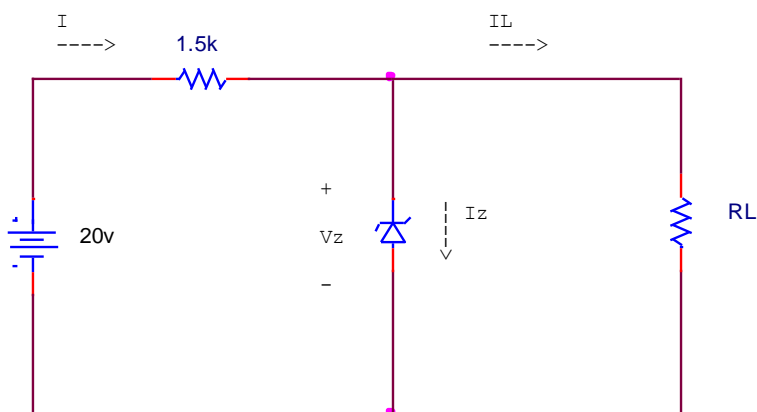 I
---->
1.5k
IL
---->
+
Vz
-
Iz
20v
RL